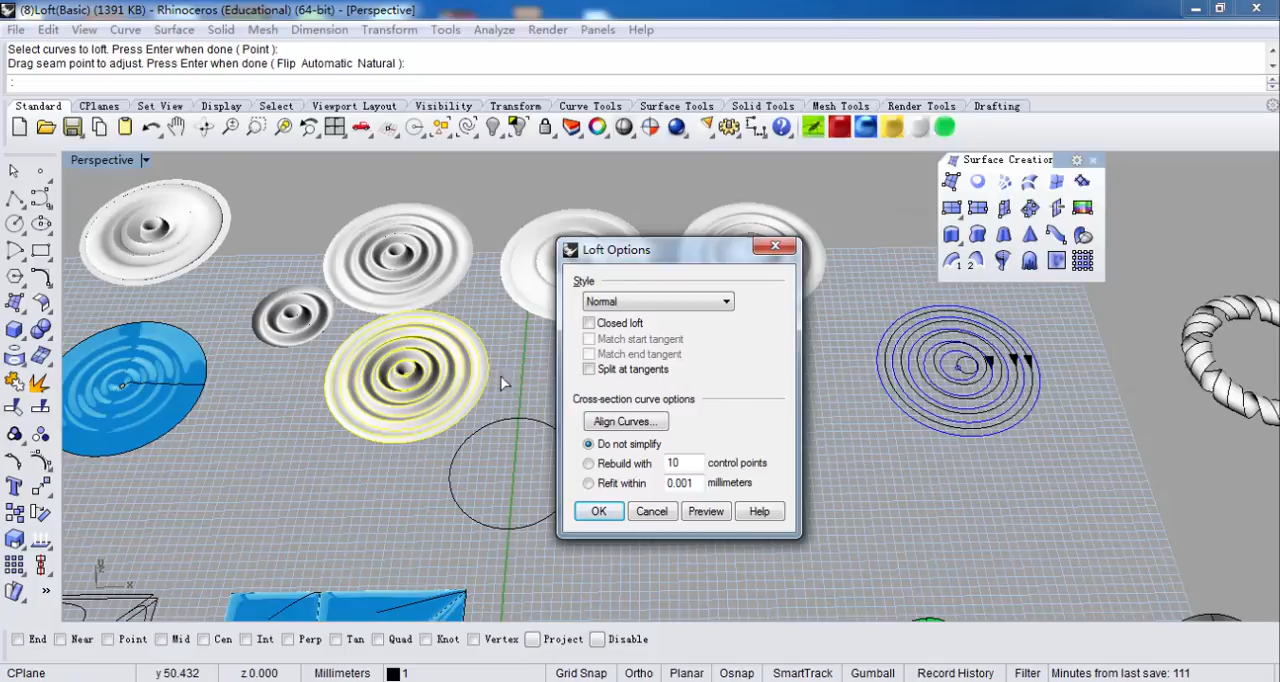 (8)Loft(Basic) (1391 KB) - Rhinoceros (Educational) (64-bit) - [Perspective]
File Edit View Curve Surface Solid Mesh Dimension Transform Tools Analyze Render Panels Help
Select curves to loft. Press Enter when done ( Point ):
Drag seam point to adjust. Press Enter when done ( Flip Automatic Natural ):
:
Standard CPlanes Set View Display Select Viewport Layout Visibility Transform Curve Tools Surface Tools Solid Tools Mesh Tools Render Tools Drafting
Perspective
Surface Creation
1 2
Loft Options
Style
Normal
Closed loft
Match start tangent
Match end tangent
Split at tangents
Cross-section curve options
Align Curves...
Do not simplify
Rebuild with 10 control points
Refit within 0.001 millimeters
OK Cancel Preview Help
y
x
End Near Point Mid Cen Int Perp Tan Quad Knot Vertex Project Disable
CPlane y 50.432 z 0.000 Millimeters 1 Grid Snap Ortho Planar Osnap SmartTrack Gumball Record History Filter Minutes from last save: 111